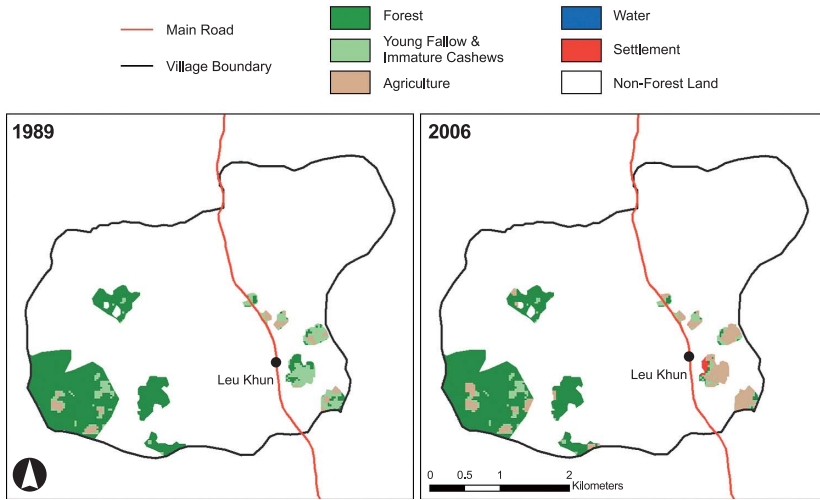 Main Road
Village Boundary
Forest
Young Fallow &
Immature Cashews
Agriculture
Water
Settlement
Non-Forest Land
1989
Leu Khun
2006
Leu Khun
0 0.5 1 2
Kilometers